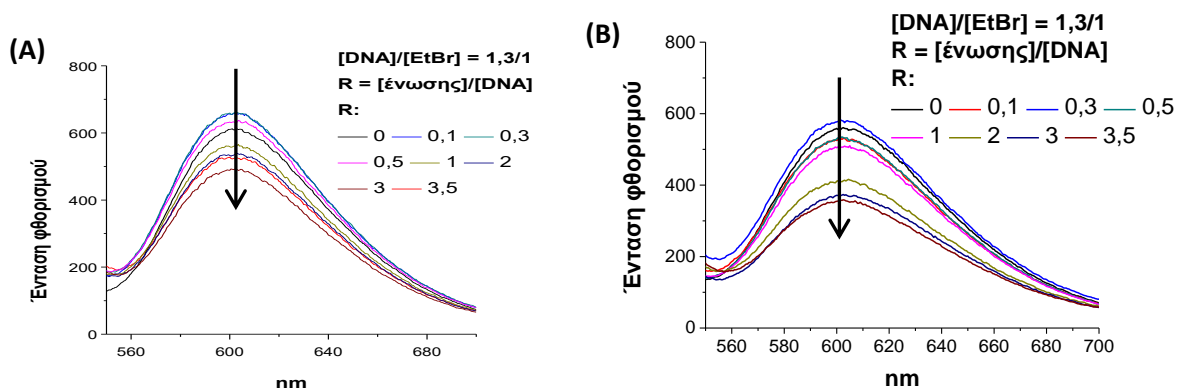 (A)
[DNA]/[EtBr] = 1,3/1
R = [ένωσης]/[DNA]
R:
0 0,1 0,3
0,5 1 2
3 3,5
Ένταση φθορισμού
800
600
400
200
0
560 600 640 680
nm
(B)
[DNA]/[EtBr] = 1,3/1
R = [ένωσης]/[DNA]
R:
0 0,1 0,3 0,5
1 2 3 3,5
Ένταση φθορισμού
800
600
400
200
0
560 580 600 620 640 660 680 700
nm